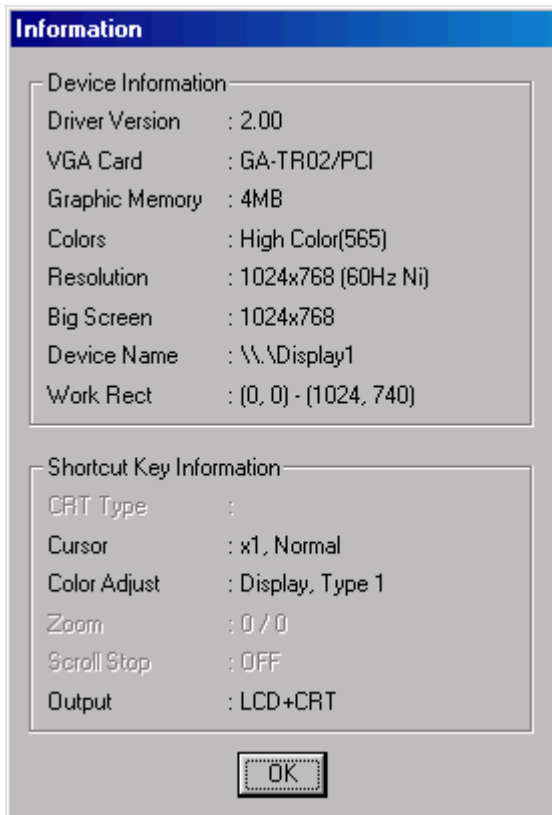 Information
Device Information
Driver Version : 2.00
VGA Card : GA-TR02/PCI
Graphic Memory : 4MB
Colors : High Color(565)
Resolution : 1024x768 (60Hz Ni)
Big Screen : 1024x768
Device Name : \\.\Display1
Work Rect : (0, 0) - (1024, 740)
Shortcut Key Information
CRT Type :
Cursor : x1, Normal
Color Adjust : Display, Type 1
Zoom : 0 / 0
Scroll Stop : OFF
Output : LCD+CRT
OK